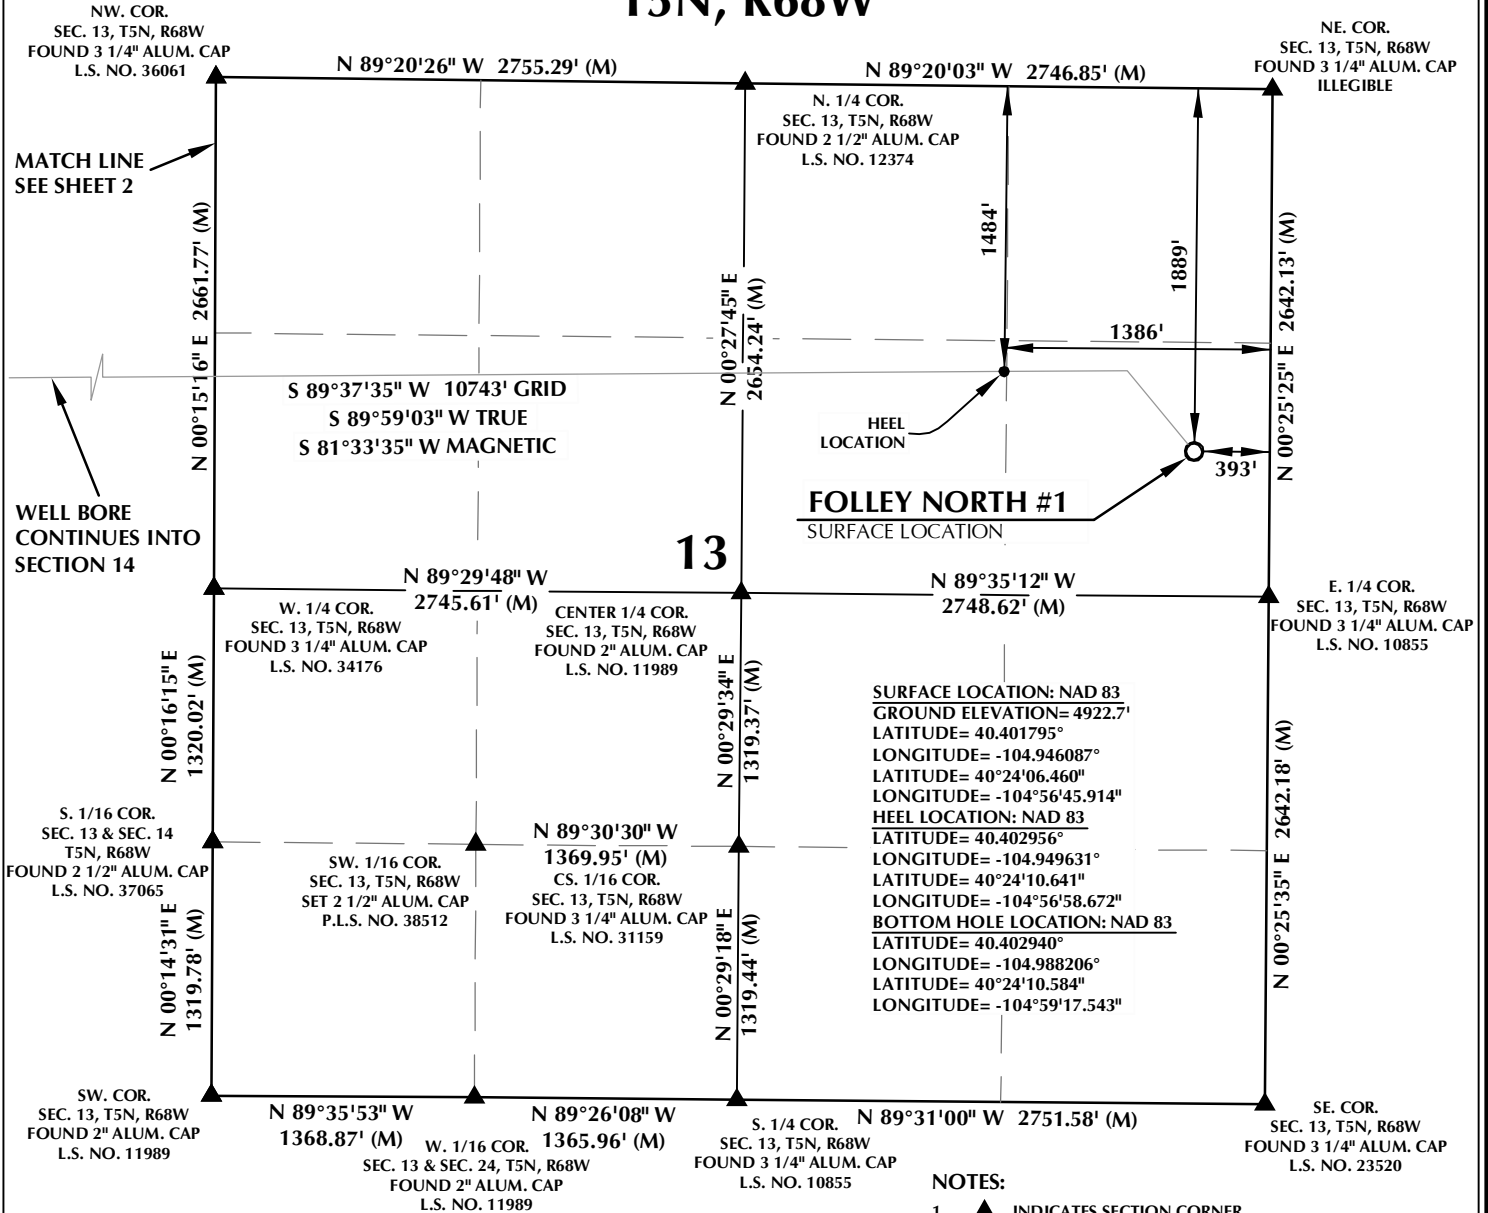 T5N, R68W
NW. COR.
SEC. 13, T5N, R68W
FOUND 3 1/4" ALUM. CAP
L.S. NO. 36061
N 89°20'26" W 2755.29' (M)
N 89°20'03" W 2746.85' (M)
NE. COR.
SEC. 13, T5N, R68W
FOUND 3 1/4" ALUM. CAP
ILLEGIBLE
N. 1/4 COR.
SEC. 13, T5N, R68W
FOUND 2 1/2" ALUM. CAP
L.S. NO. 12374
MATCH LINE
SEE SHEET 2
N 00°15'16" E 2661.77' (M)
N 00°27'45" E
2654.24' (M)
1484'
1889'
1386'
N 00°25'25" E 2642.13' (M)
S 89°37'35" W 10743' GRID
S 89°59'03" W TRUE
S 81°33'35" W MAGNETIC
HEEL
LOCATION
393'
FOLLEY NORTH #1
SURFACE LOCATION
WELL BORE
CONTINUES INTO
SECTION 14
13
N 89°29'48" W
2745.61' (M)
N 89°35'12" W
2748.62' (M)
W. 1/4 COR.
SEC. 13, T5N, R68W
FOUND 3 1/4" ALUM. CAP
L.S. NO. 34176
CENTER 1/4 COR.
SEC. 13, T5N, R68W
FOUND 2" ALUM. CAP
L.S. NO. 11989
E. 1/4 COR.
SEC. 13, T5N, R68W
FOUND 3 1/4" ALUM. CAP
L.S. NO. 10855
N 00°16'15" E
1320.02' (M)
N 00°29'34" E
1319.37' (M)
SURFACE LOCATION: NAD 83
GROUND ELEVATION= 4922.7'
LATITUDE= 40.401795°
LONGITUDE= -104.946087°
LATITUDE= 40°24'06.460"
LONGITUDE= -104°56'45.914"
HEEL LOCATION: NAD 83
LATITUDE= 40.402956°
LONGITUDE= -104.949631°
LATITUDE= 40°24'10.641"
LONGITUDE= -104°56'58.672"
BOTTOM HOLE LOCATION: NAD 83
LATITUDE= 40.402940°
LONGITUDE= -104.988206°
LATITUDE= 40°24'10.584"
LONGITUDE= -104°59'17.543"
N 00°25'35" E 2642.18' (M)
S. 1/16 COR.
SEC. 13 & SEC. 14
T5N, R68W
FOUND 2 1/2" ALUM. CAP
L.S. NO. 37065
SW. 1/16 COR.
SEC. 13, T5N, R68W
SET 2 1/2" ALUM. CAP
P.L.S. NO. 38512
N 89°30'30" W
1369.95' (M)
CS. 1/16 COR.
SEC. 13, T5N, R68W
FOUND 3 1/4" ALUM. CAP
L.S. NO. 31159
N 00°14'31" E
1319.78' (M)
N 00°29'18" E
1319.44' (M)
SW. COR.
SEC. 13, T5N, R68W
FOUND 2" ALUM. CAP
L.S. NO. 11989
N 89°35'53" W
1368.87' (M)
N 89°26'08" W
1365.96' (M)
W. 1/16 COR.
SEC. 13 & SEC. 24, T5N, R68W
FOUND 2" ALUM. CAP
L.S. NO. 11989
S. 1/4 COR.
SEC. 13, T5N, R68W
FOUND 3 1/4" ALUM. CAP
L.S. NO. 10855
N 89°31'00" W 2751.58' (M)
SE. COR.
SEC. 13, T5N, R68W
FOUND 3 1/4" ALUM. CAP
L.S. NO. 23520
NOTES:
1. INDICATES SECTION CORNER